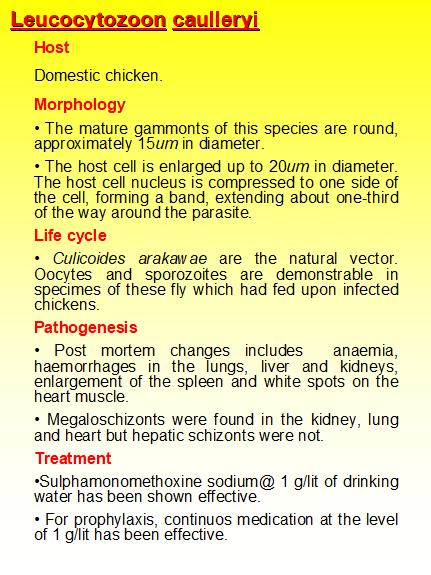 Leucocytozoon caullervi
Host
Domestic chicken.
Morphology
• The mature gammonts of this species are round,
approximately 15um in diameter.
• The host cell is enlarged up to 20um in diameter.
The host cell nucleus is compressed to one side of
the cell, forming a band, extending about one-third
of the way around the parasite.
Life cycle
• Culicoides arakawae are the natural vector.
Oocytes and sporozoites are demonstrable in
specimes of these fly which had fed upon infected
chickens.
Pathogenesis
• Post mortem changes includes anaemia,
haemorrhages in the lungs, liver and kidneys,
enlargement of the spleen and white spots on the
heart muscle.
• Megaloschizonts were found in the kidney, lung
and heart but hepatic schizonts were not.
Treatment
•Sulphamonomethoxine sodium@ 1 g/lit of drinking
water has been shown effective.
• For prophylaxis, continuos medication at the level
of 1 g/lit has been effective.